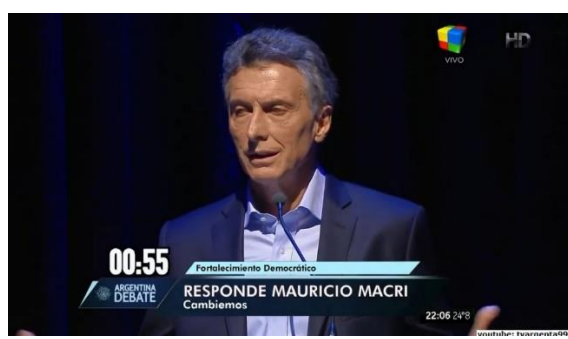 VIVO
HD
00:55
Fortalecimiento Democrático
ARGENTINA
DEBATE
RESPONDE MAURICIO MACRI
Cambiemos
22:06 24°8
youtube: tvargenta99